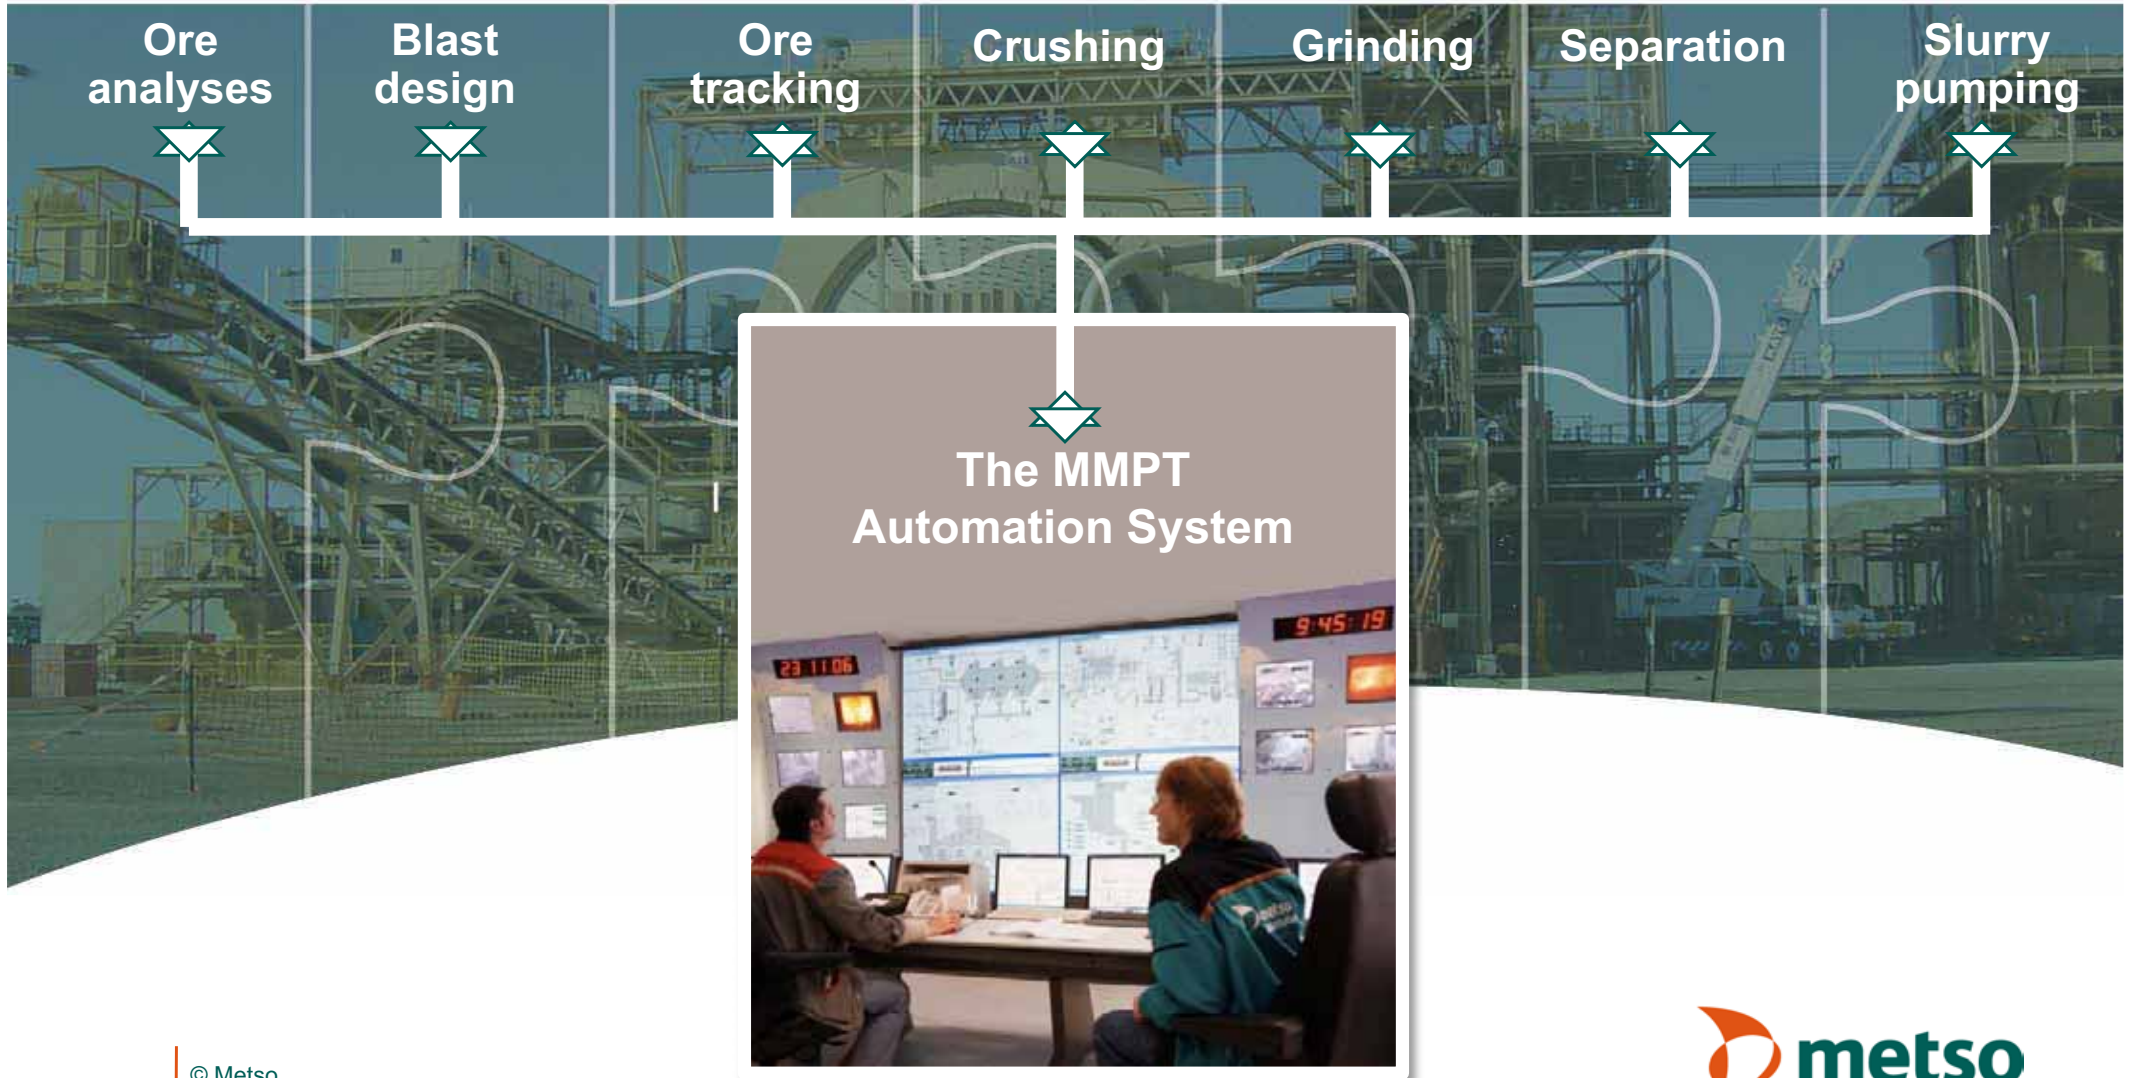 Ore
analyses
Blast
design
Ore
tracking
Crushing
Grinding
Separation
Slurry
pumping
The MMPT
Automation System
23 11 06
9:45:19
metso
© Metso
metso